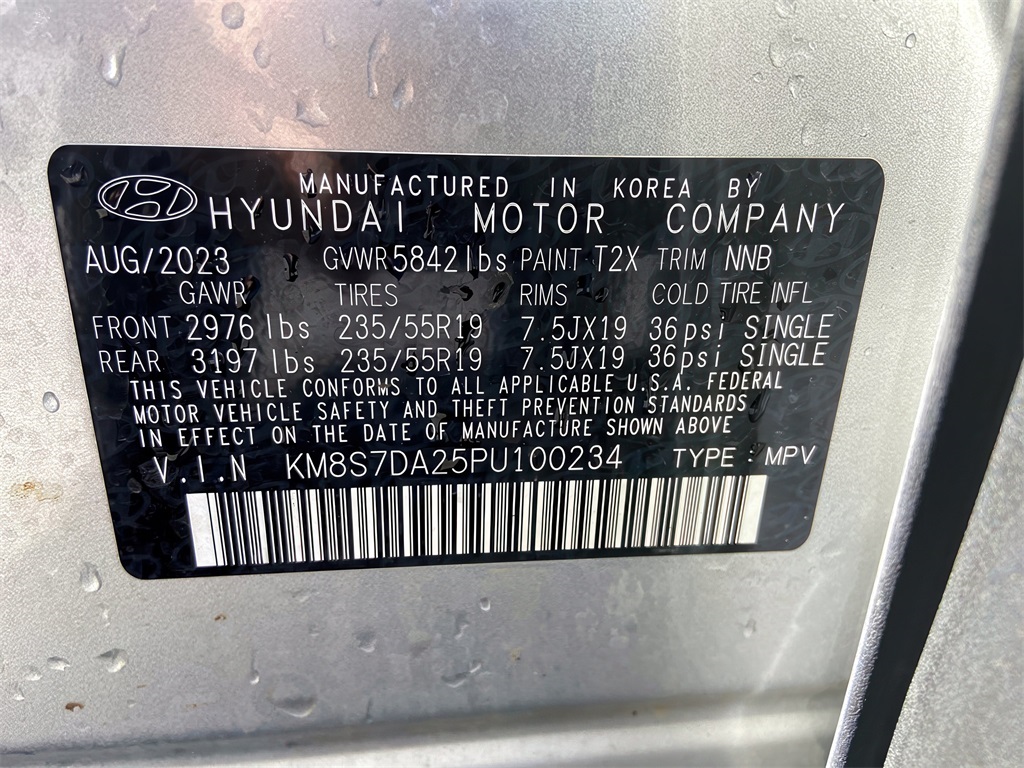 MANUFACTURED IN KOREA BY
HYUNDAI MOTOR COMPANY
AUG/2023 GVWR5842lbs PAINT T2X TRIM NNB
GAWR TIRES RIMS COLD TIRE INFL
FRONT 2976 lbs 235/55R19 7.5JX19 36psi SINGLE
REAR 3197 lbs 235/55R19 7.5JX19 36psi SINGLE
THIS VEHICLE CONFORMS TO ALL APPLICABLE U.S.A. FEDERAL
MOTOR VEHICLE SAFETY AND THEFT PREVENTION STANDARDS
IN EFFECT ON THE DATE OF MANUFACTURE SHOWN ABOVE
V.I.N KM8S7DA25PU100234 TYPE : MPV